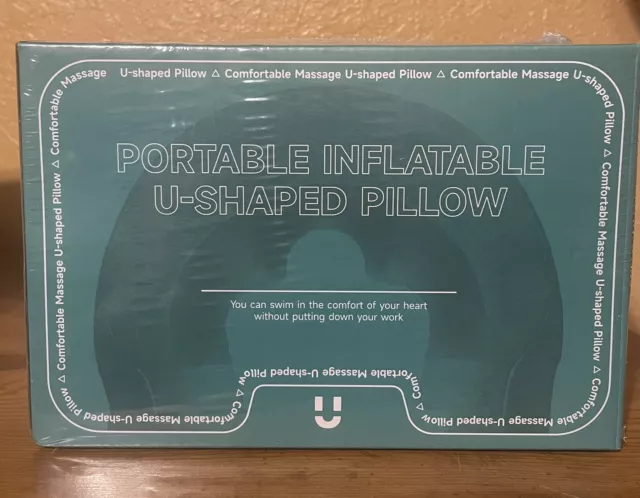 Comfortable Massage U-shaped Pillow △ Comfortable Massage U-shaped Pillow △ Comfortable Massage U-shaped Pillow
△ Comfortable Massage U-shaped Pillow
△ Comfortable Massage U-shaped Pillow
△ Comfortable Massage U-shaped Pillow
△ Comfortable Massage U-shaped Pillow
△ Comfortable Massage U-shaped Pillow △
PORTABLE INFLATABLE
U-SHAPED PILLOW
You can swim in the comfort of your heart
without putting down your work